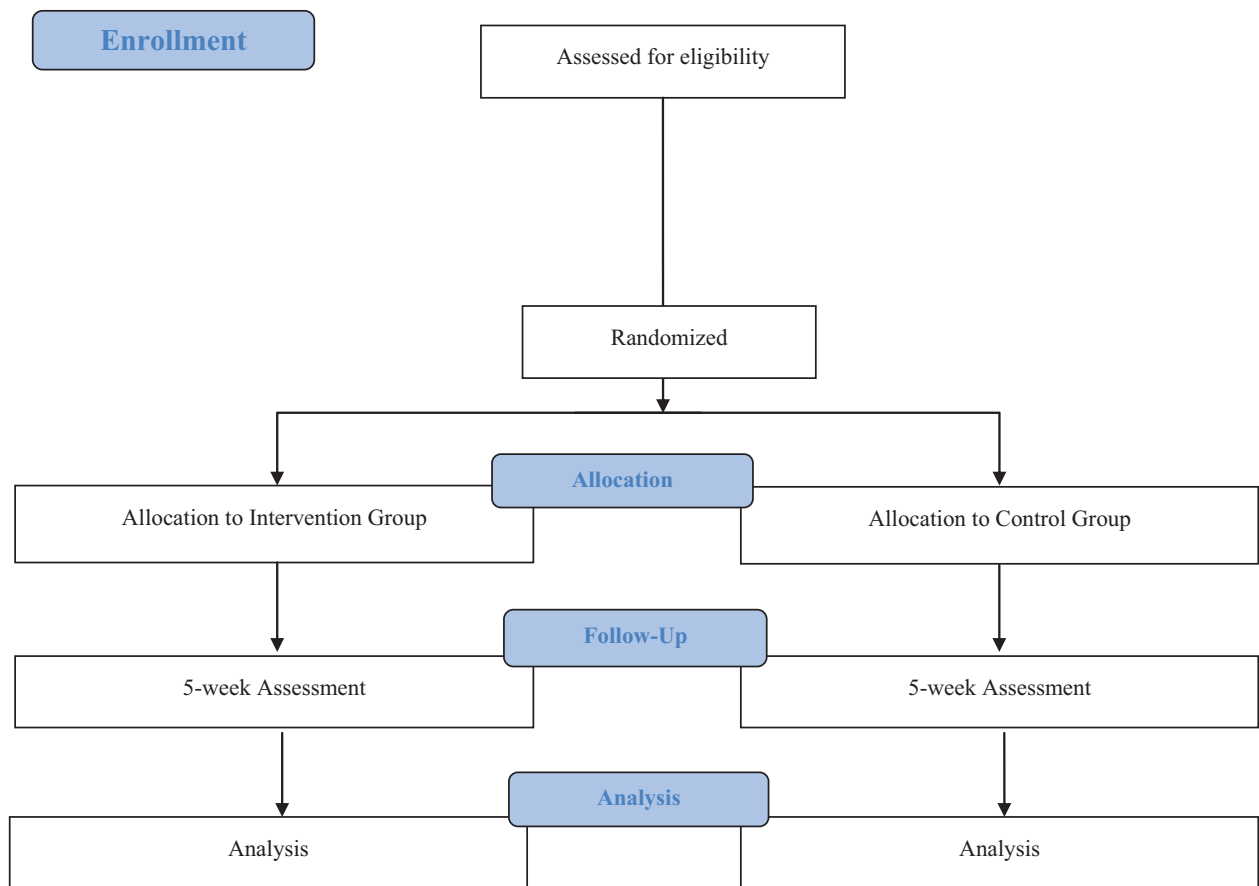 Enrollment
Assessed for eligibility
Randomized
Allocation
Allocation to Intervention Group
Allocation to Control Group
Follow-Up
5-week Assessment
5-week Assessment
Analysis
Analysis
Analysis